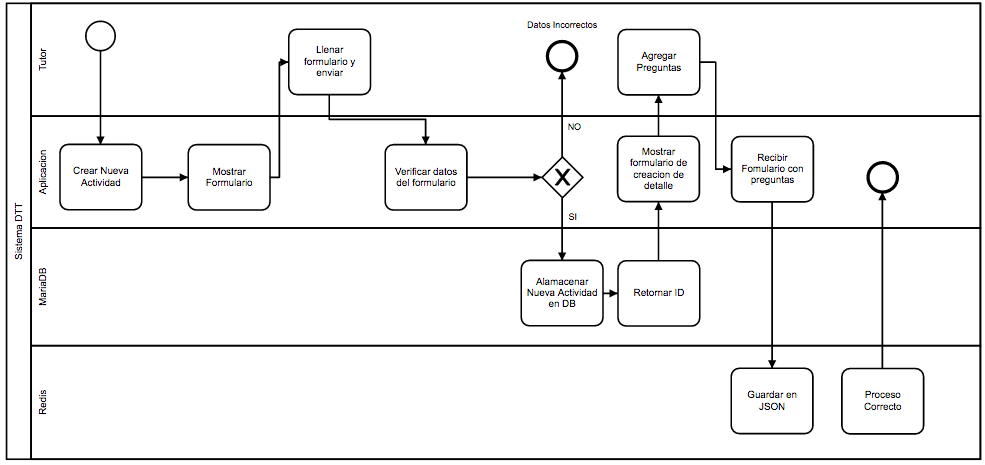 Sistema DTT
Tutor
Llenar
formulario y
enviar
Datos Incorrectos
Agregar
Preguntas
Aplicacion
Crear Nueva
Actividad
Mostrar
Formulario
Verificar datos
del formulario
NO
SI
Mostrar
formulario de
creacion de
detalle
Recibir
Fomulario con
preguntas
MariaDB
Alamacenar
Nueva Actividad
en DB
Retornar ID
Redis
Guardar en
JSON
Proceso
Correcto